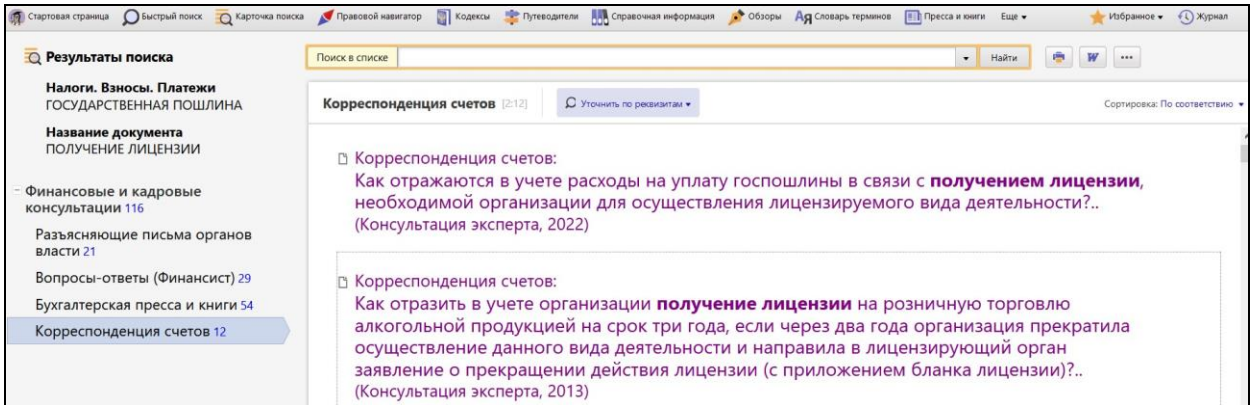 Стартовая страница Быстрый поиск Карточка поиска Правовой навигатор Кодексы Путеводители Справочная информация Обзоры Словарь терминов Пресса и книги Еще Избранное Журнал
Результаты поиска
Поиск в списке Найти
Налоги. Взносы. Платежи
ГОСУДАРСТВЕННАЯ ПОШЛИНА
Название документа
ПОЛУЧЕНИЕ ЛИЦЕНЗИИ
Финансовые и кадровые
консультации 116
Разъясняющие письма органов
власти 21
Вопросы-ответы (Финансист) 29
Бухгалтерская пресса и книги 54
Корреспонденция счетов 12
Корреспонденция счетов [2:12] Уточнить по реквизитам Сортировка: По соответствию
Корреспонденция счетов:
Как отражаются в учете расходы на уплату госпошлины в связи с получением лицензии,
необходимой организации для осуществления лицензируемого вида деятельности?..
(Консультация эксперта, 2022)
Корреспонденция счетов:
Как отразить в учете организации получение лицензии на розничную торговлю
алкогольной продукцией на срок три года, если через два года организация прекратила
осуществление данного вида деятельности и направила в лицензирующий орган
заявление о прекращении действия лицензии (с приложением бланка лицензии)?..
(Консультация эксперта, 2013)